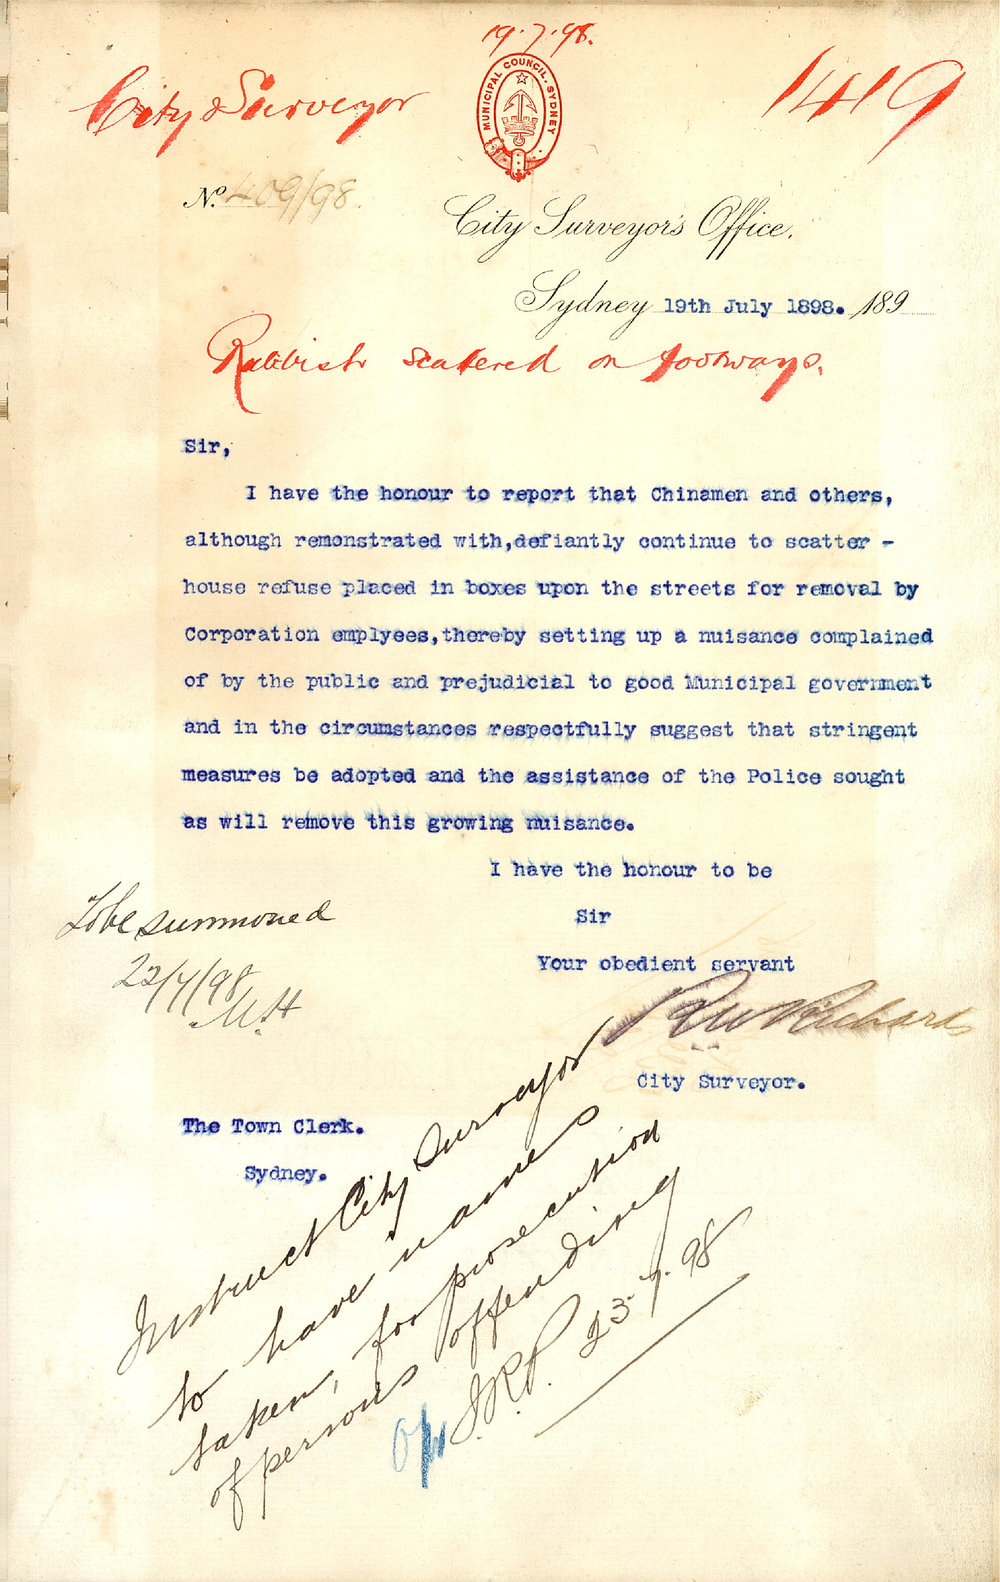 19.7.98.
City Surveyor
MUNICIPAL COUNCIL. SYDNEY
1419
No. 409/98.
City Surveyor's Office.
Sydney 19th July 1898. 189
Rubbish scattered on footways.
Sir,
I have the honour to report that Chinamen and others,
although remonstrated with,defiantly continue to scatter -
house refuse placed in boxes upon the streets for removal by
Corporation emplyees,thereby setting up a nuisance complained
of by the public and prejudicial to good Municipal government
and in the circumstances respectfully suggest that stringent
measures be adopted and the assistance of the Police sought
as will remove this growing nuisance.
I have the honour to be
Sir
Your obedient servant
R W Richards
City Surveyor.
To be summoned
22/7/98
M.H
The Town Clerk.
Sydney.
Instruct City Surveyor
to have names
taken, for prosecution
of persons offending
J.R.P. 23.7.98